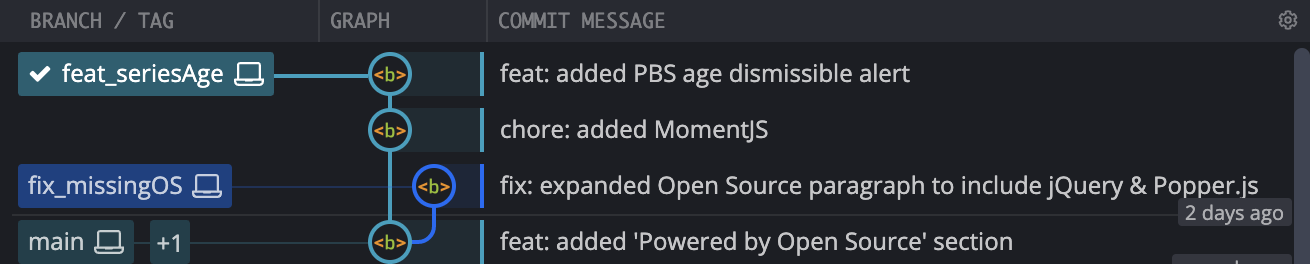 BRANCH / TAG GRAPH COMMIT MESSAGE
feat_seriesAge <b> feat: added PBS age dismissible alert
<b> chore: added MomentJS
fix_missingOS <b> fix: expanded Open Source paragraph to include jQuery & Popper.js
2 days ago
main +1 <b> feat: added 'Powered by Open Source' section